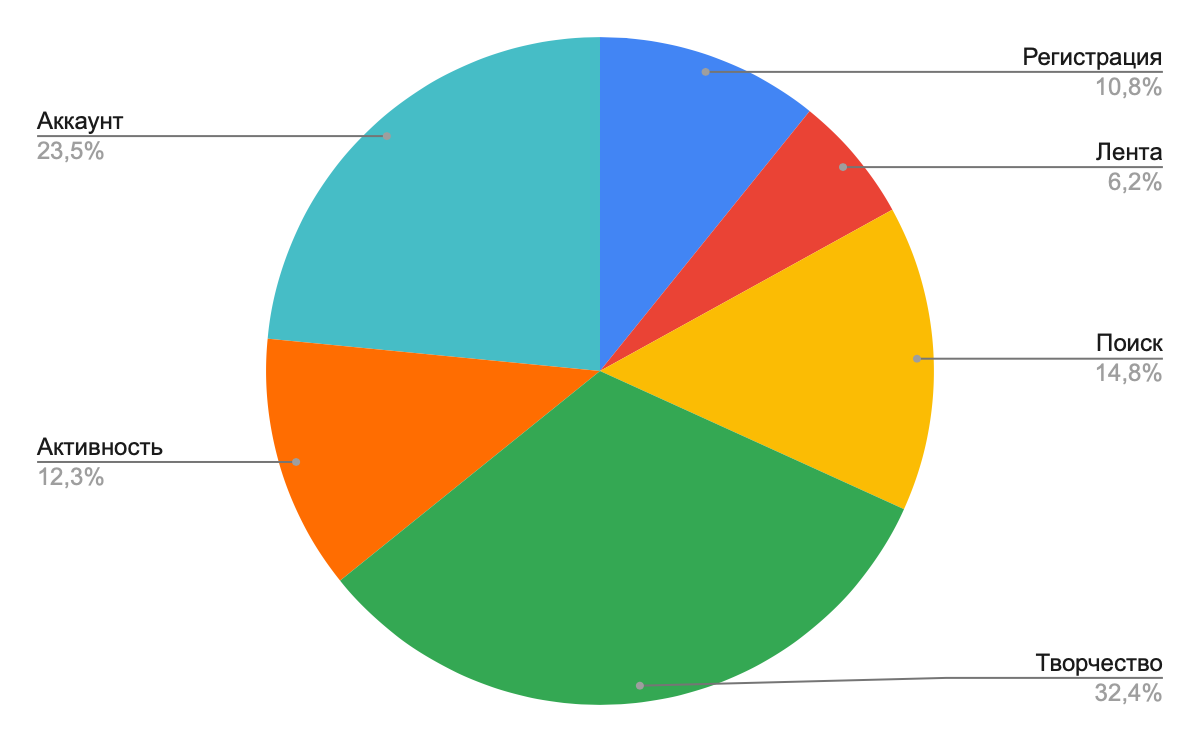 Регистрация
10,8%
Аккаунт
23,5%
Лента
6,2%
Поиск
14,8%
Активность
12,3%
Творчество
32,4%